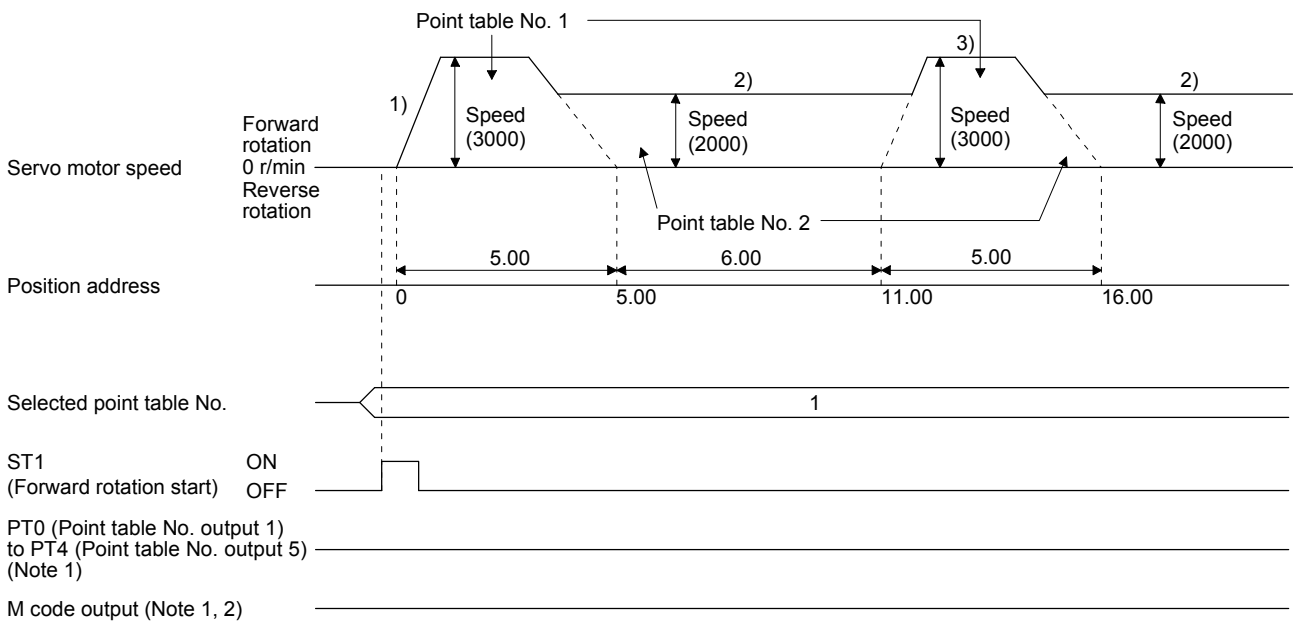 Point table No. 1
3)
2)
2)
1)
Speed
(3000)
Speed
(2000)
Speed
(3000)
Speed
(2000)
Forward
rotation
Servo motor speed
0 r/min
Reverse
rotation
Point table No. 2
5.00
6.00
5.00
Position address
0
5.00
11.00
16.00
Selected point table No.
1
ST1
ON
(Forward rotation start)
OFF
PT0 (Point table No. output 1)
to PT4 (Point table No. output 5)
(Note 1)
M code output (Note 1, 2)